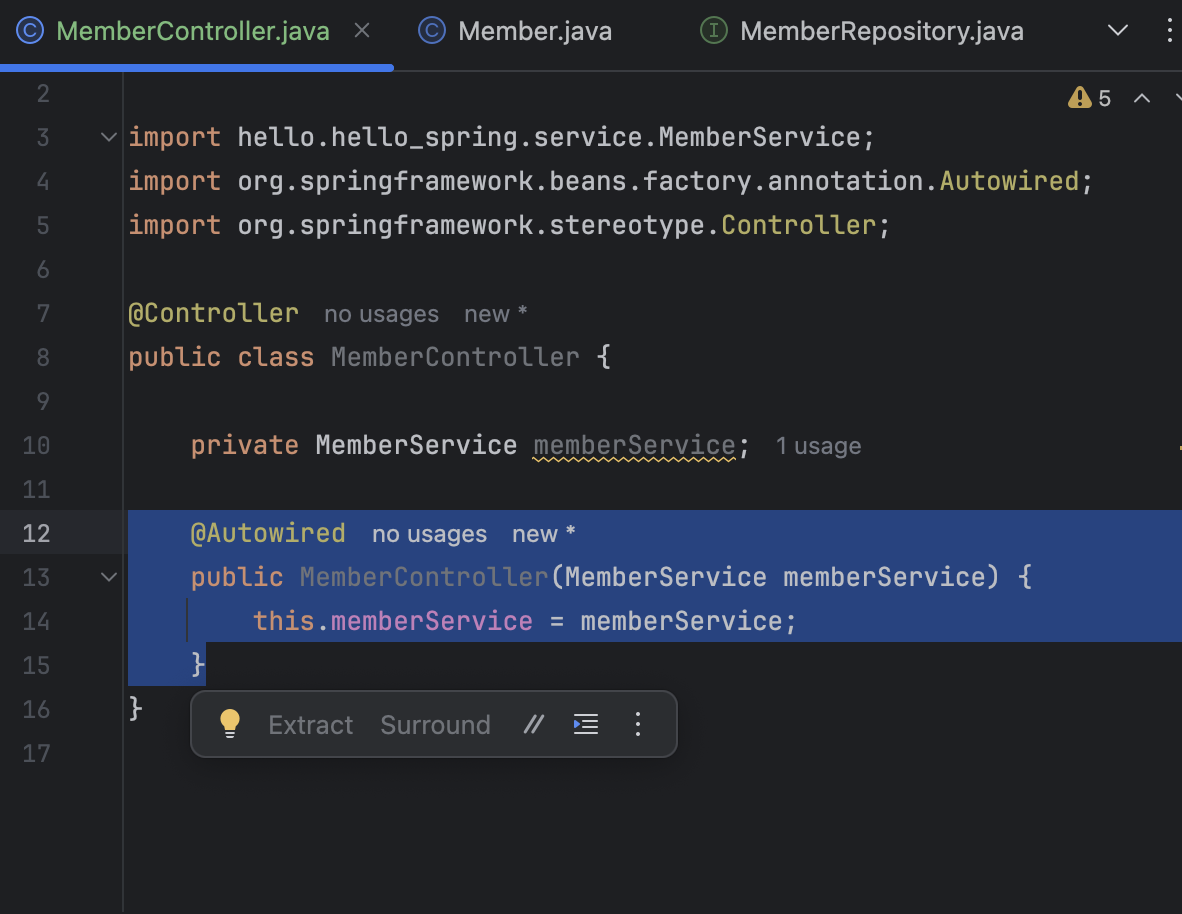 MemberController.java Member.java MemberRepository.java
2 5
3 import hello.hello_spring.service.MemberService;
4 import org.springframework.beans.factory.annotation.Autowired;
5 import org.springframework.stereotype.Controller;
6
7 @Controller no usages new *
8 public class MemberController {
9
10 private MemberService memberService; 1 usage
11
12 @Autowired no usages new *
13 public MemberController(MemberService memberService) {
14 this.memberService = memberService;
15 }
16 }
Extract Surround //
17